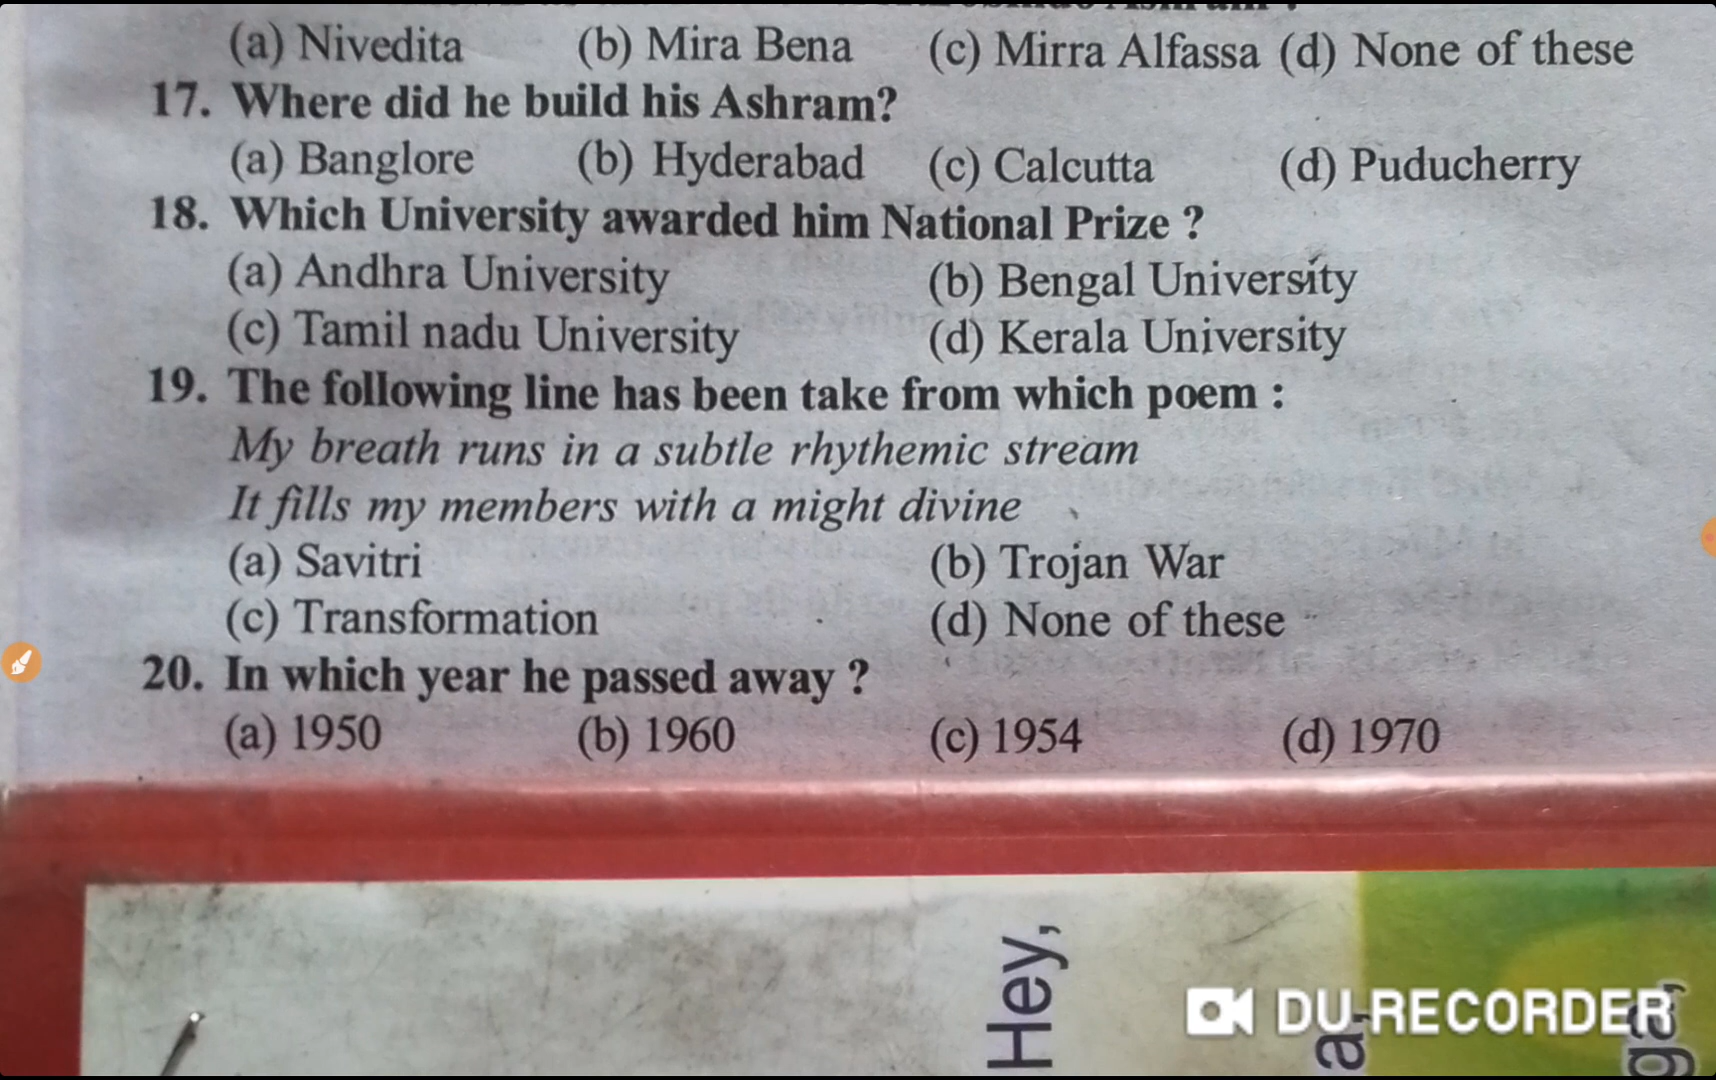 (a) Nivedita (b) Mira Bena (c) Mirra Alfassa (d) None of these
17. Where did he build his Ashram?
(a) Banglore (b) Hyderabad (c) Calcutta (d) Puducherry
18. Which University awarded him National Prize ?
(a) Andhra University (b) Bengal University
(c) Tamil nadu University (d) Kerala University
19. The following line has been take from which poem :
My breath runs in a subtle rhythemic stream
It fills my members with a might divine
(a) Savitri (b) Trojan War
(c) Transformation (d) None of these
20. In which year he passed away ?
(a) 1950 (b) 1960 (c) 1954 (d) 1970
Hey,
DU RECORDER